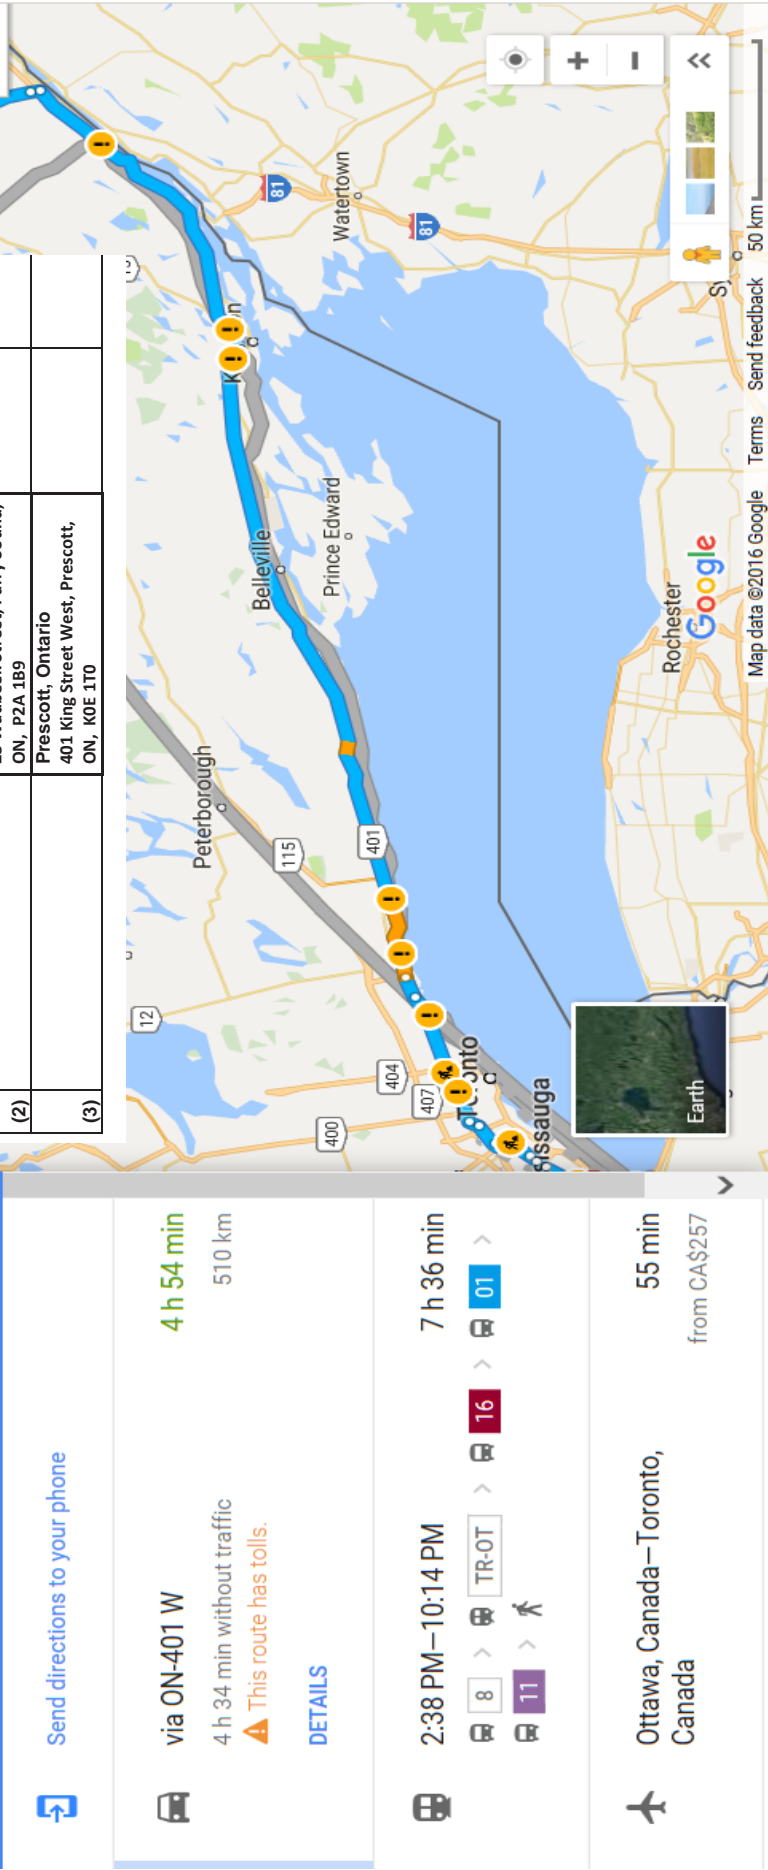 Send directions to your phone
via ON-401 W
4 h 54 min
4 h 34 min without traffic
510 km
This route has tolls.
DETAILS
2:38 PM—10:14 PM
7 h 36 min
8 > TR-OT > 16 > 01 >
11 >
Ottawa, Canada—Toronto,
Canada
55 min
from CA$257
(2)
ON, P2A 1B9
(3)
Prescott, Ontario
401 King Street West, Prescott,
ON, K0E 1T0
81
Watertown
81
Belleville
Prince Edward
Peterborough
115
401
12
404
407
400
Rochester
Google
Earth
Map data ©2016 Google
Terms
Send feedback
50 km